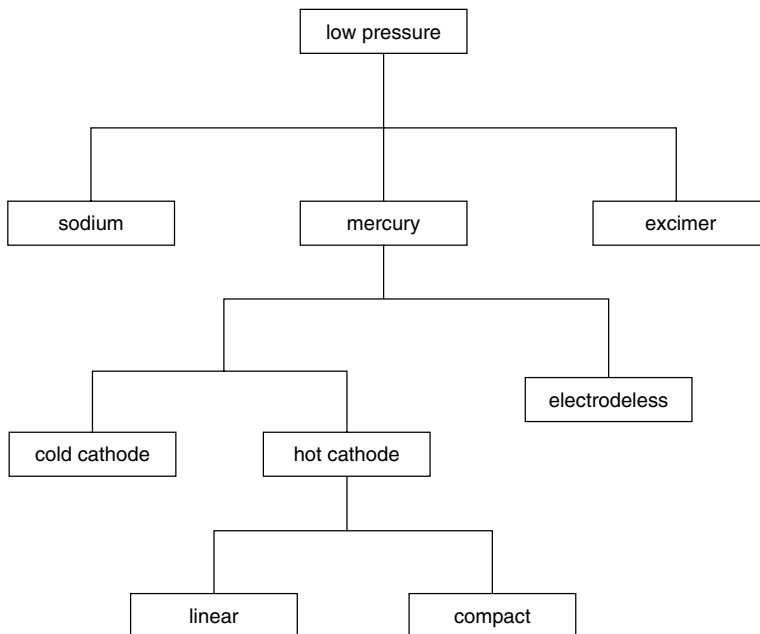 low pressure
sodium
mercury
excimer
electrodeless
cold cathode
hot cathode
linear
compact